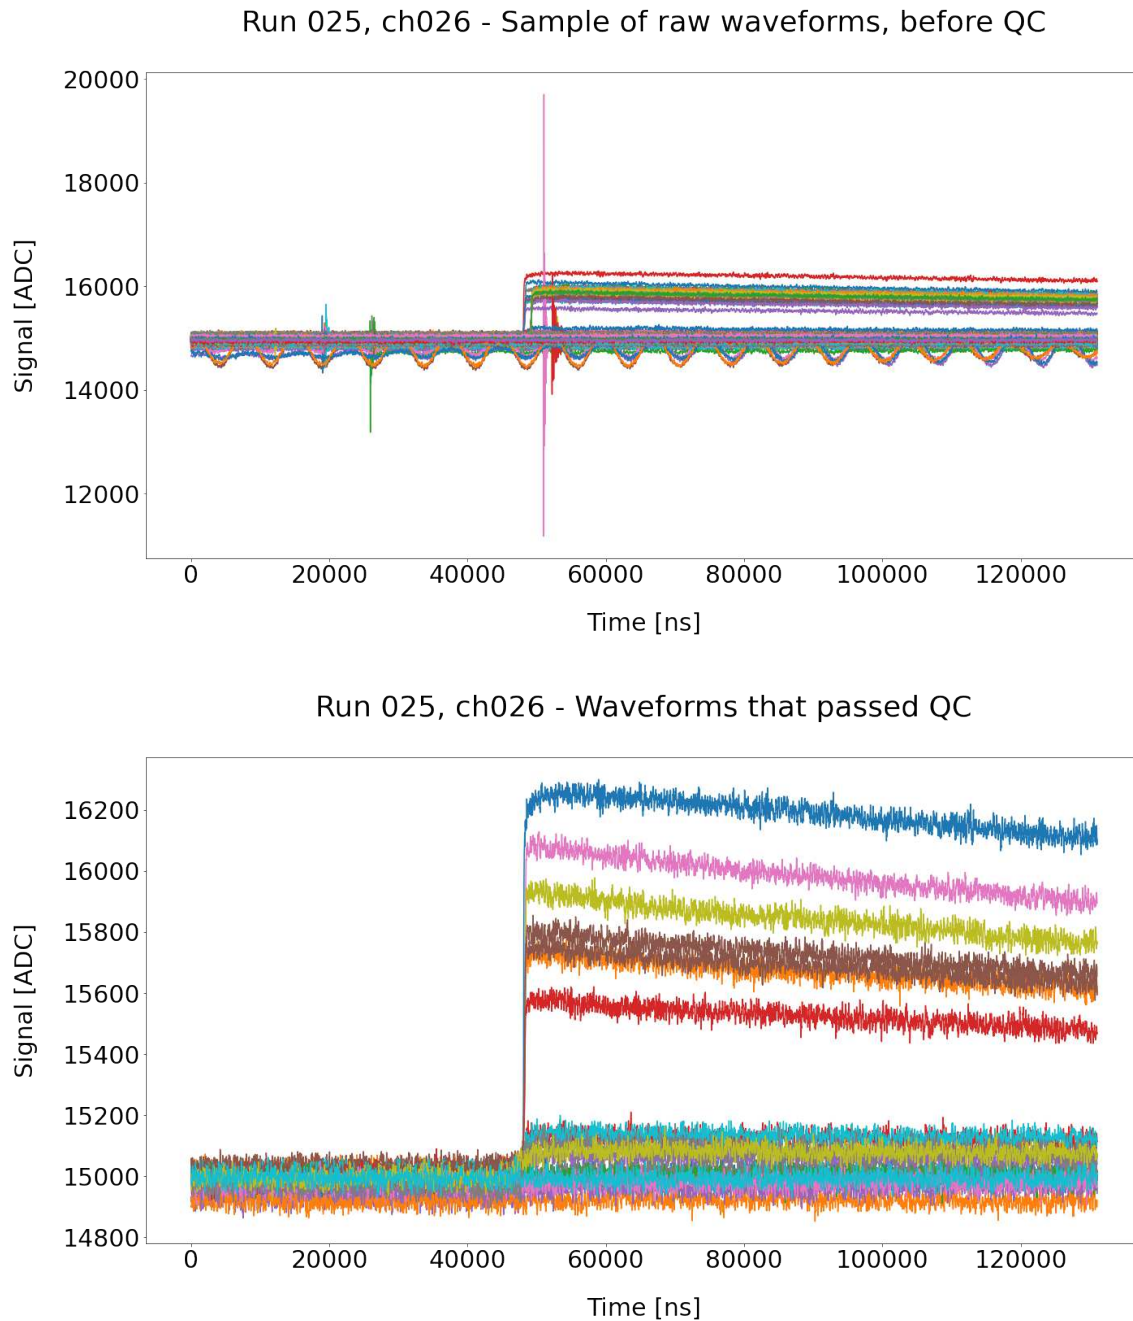 Run 025, ch026 - Sample of raw waveforms, before QC
20000
18000
16000
14000
12000
Signal [ADC]
0 20000 40000 60000 80000 100000 120000
Time [ns]
Run 025, ch026 - Waveforms that passed QC
16200
16000
15800
15600
15400
15200
15000
14800
Signal [ADC]
0 20000 40000 60000 80000 100000 120000
Time [ns]